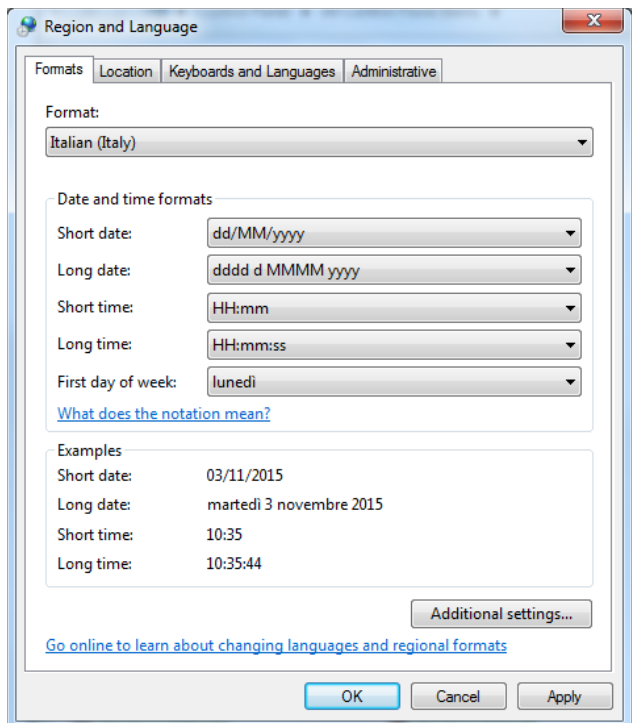 Region and Language
Formats Location Keyboards and Languages Administrative
Format:
Italian (Italy)
Date and time formats
Short date: dd/MM/yyyy
Long date: dddd d MMMM yyyy
Short time: HH:mm
Long time: HH:mm:ss
First day of week: lunedì
What does the notation mean?
Examples
Short date: 03/11/2015
Long date: martedì 3 novembre 2015
Short time: 10:35
Long time: 10:35:44
Additional settings...
Go online to learn about changing languages and regional formats
OK Cancel Apply